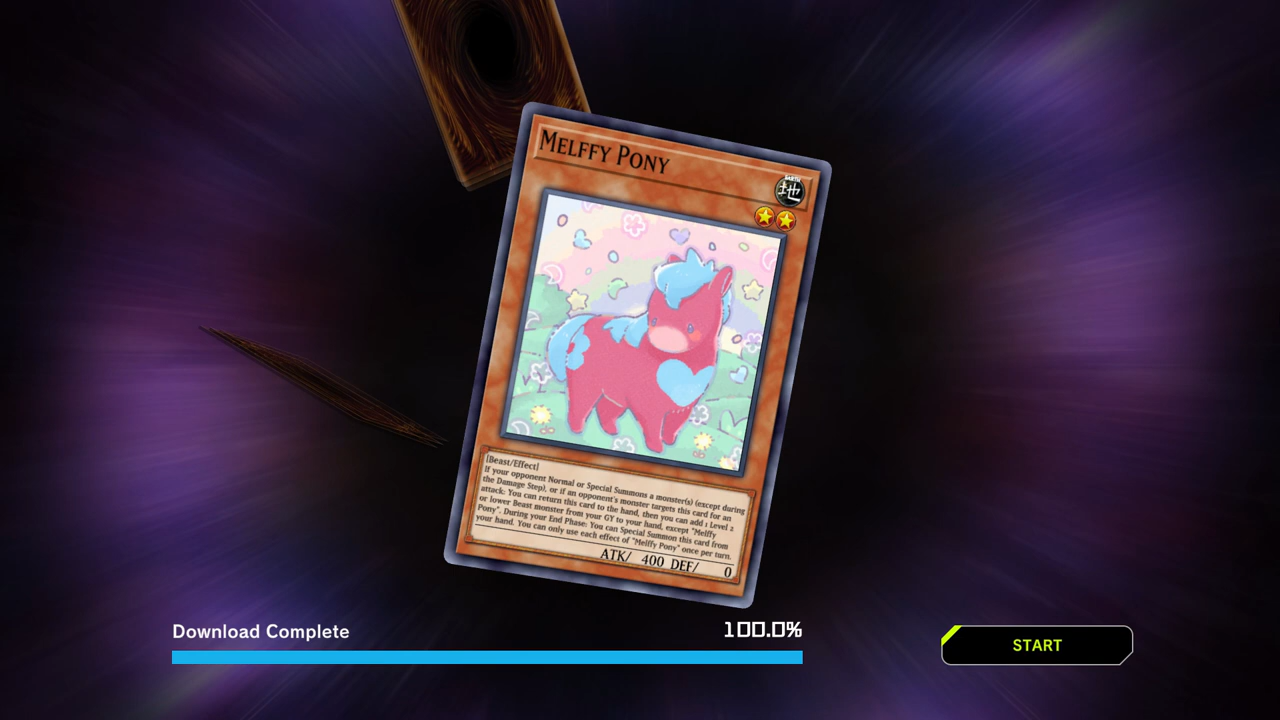 MELFFY PONY
EARTH
地
[Beast/Effect]
If your opponent Normal or Special Summons a monster(s) (except during
the Damage Step), or if an opponent's monster targets this card for an
attack: You can return this card to the hand, then you can add 1 Level 2
or lower Beast monster from your GY to your hand, except "Melffy
Pony". During your End Phase: You can Special Summon this card from
your hand. You can only use each effect of "Melffy Pony" once per turn.
ATK/ 400 DEF/ 0
Download Complete
100.0%
START